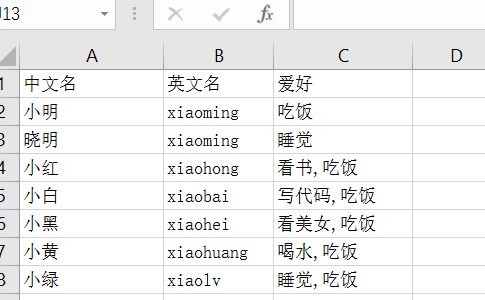 J13 fx
A B C D
1 中文名 英文名 爱好
2 小明 xiaoming 吃饭
3 晓明 xiaoming 睡觉
4 小红 xiaohong 看书,吃饭
5 小白 xiaobai 写代码,吃饭
6 小黑 xiaohei 看美女,吃饭
7 小黄 xiaohuang 喝水,吃饭
8 小绿 xiaolv 睡觉,吃饭